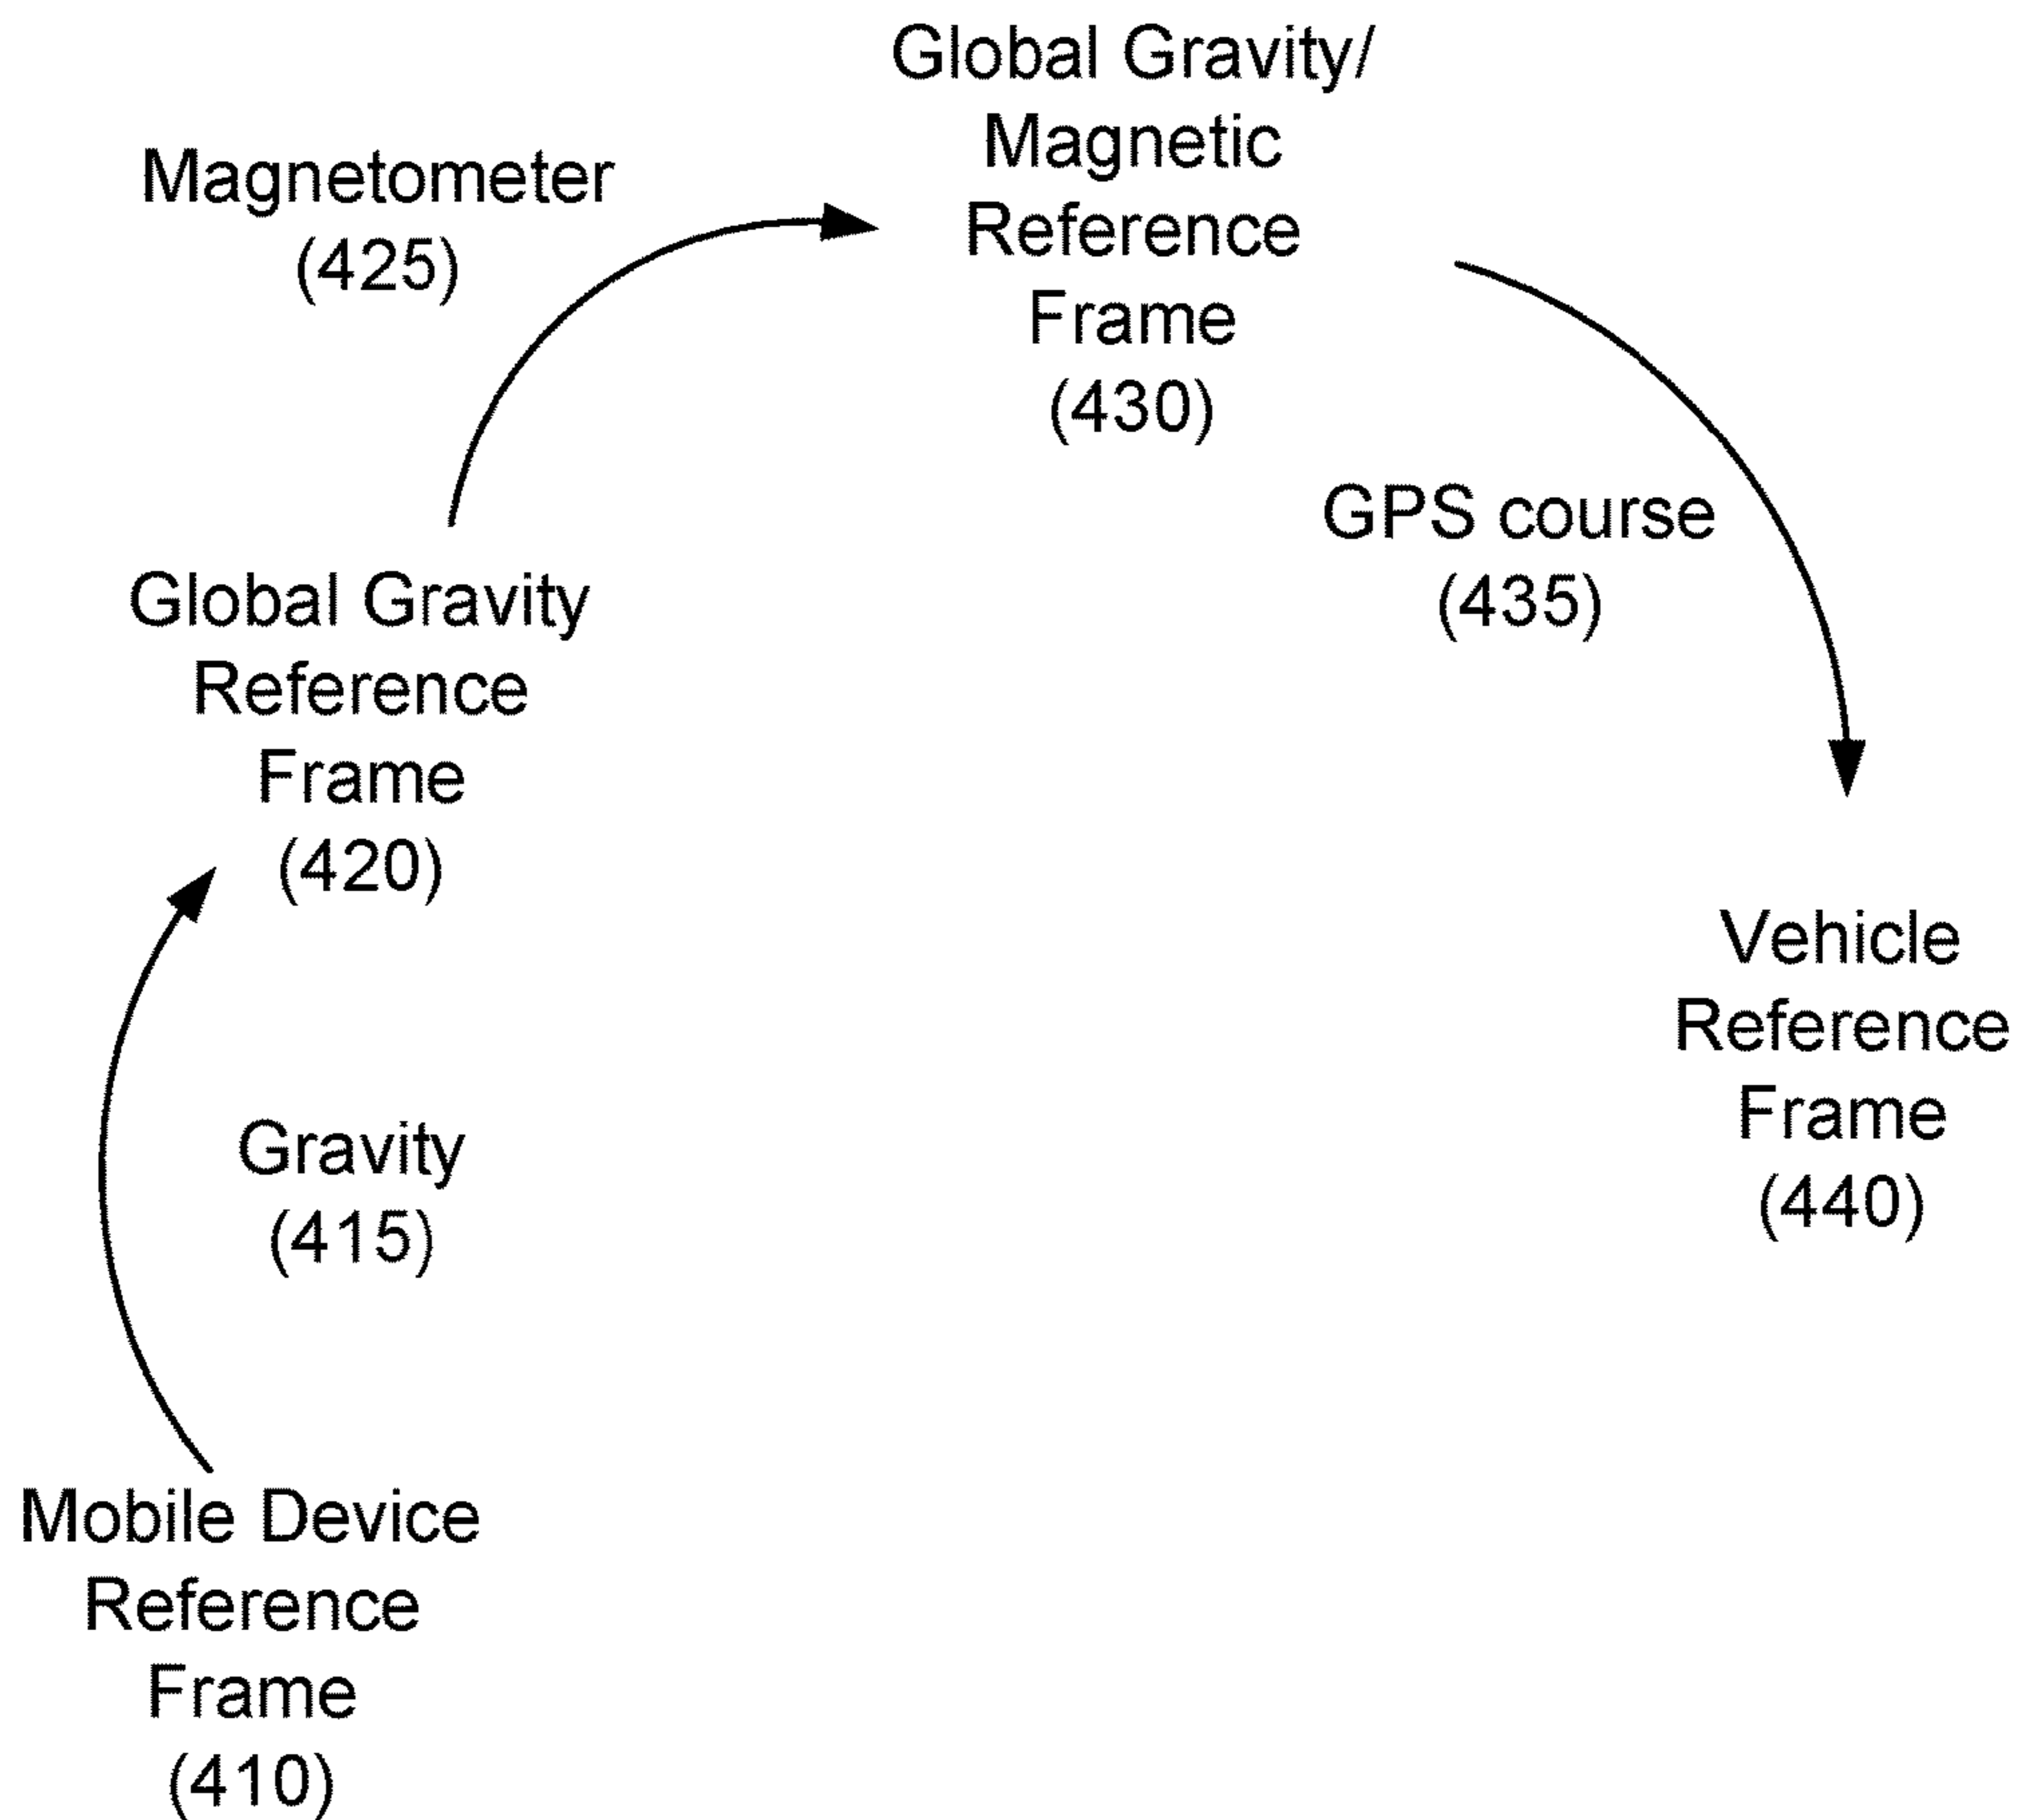 Global Gravity/
Magnetic
Reference
Frame
(430)
Magnetometer
(425)
GPS course
(435)
Global Gravity
Reference
Frame
(420)
Vehicle
Reference
Frame
(440)
Gravity
(415)
Mobile Device
Reference
Frame
(410)